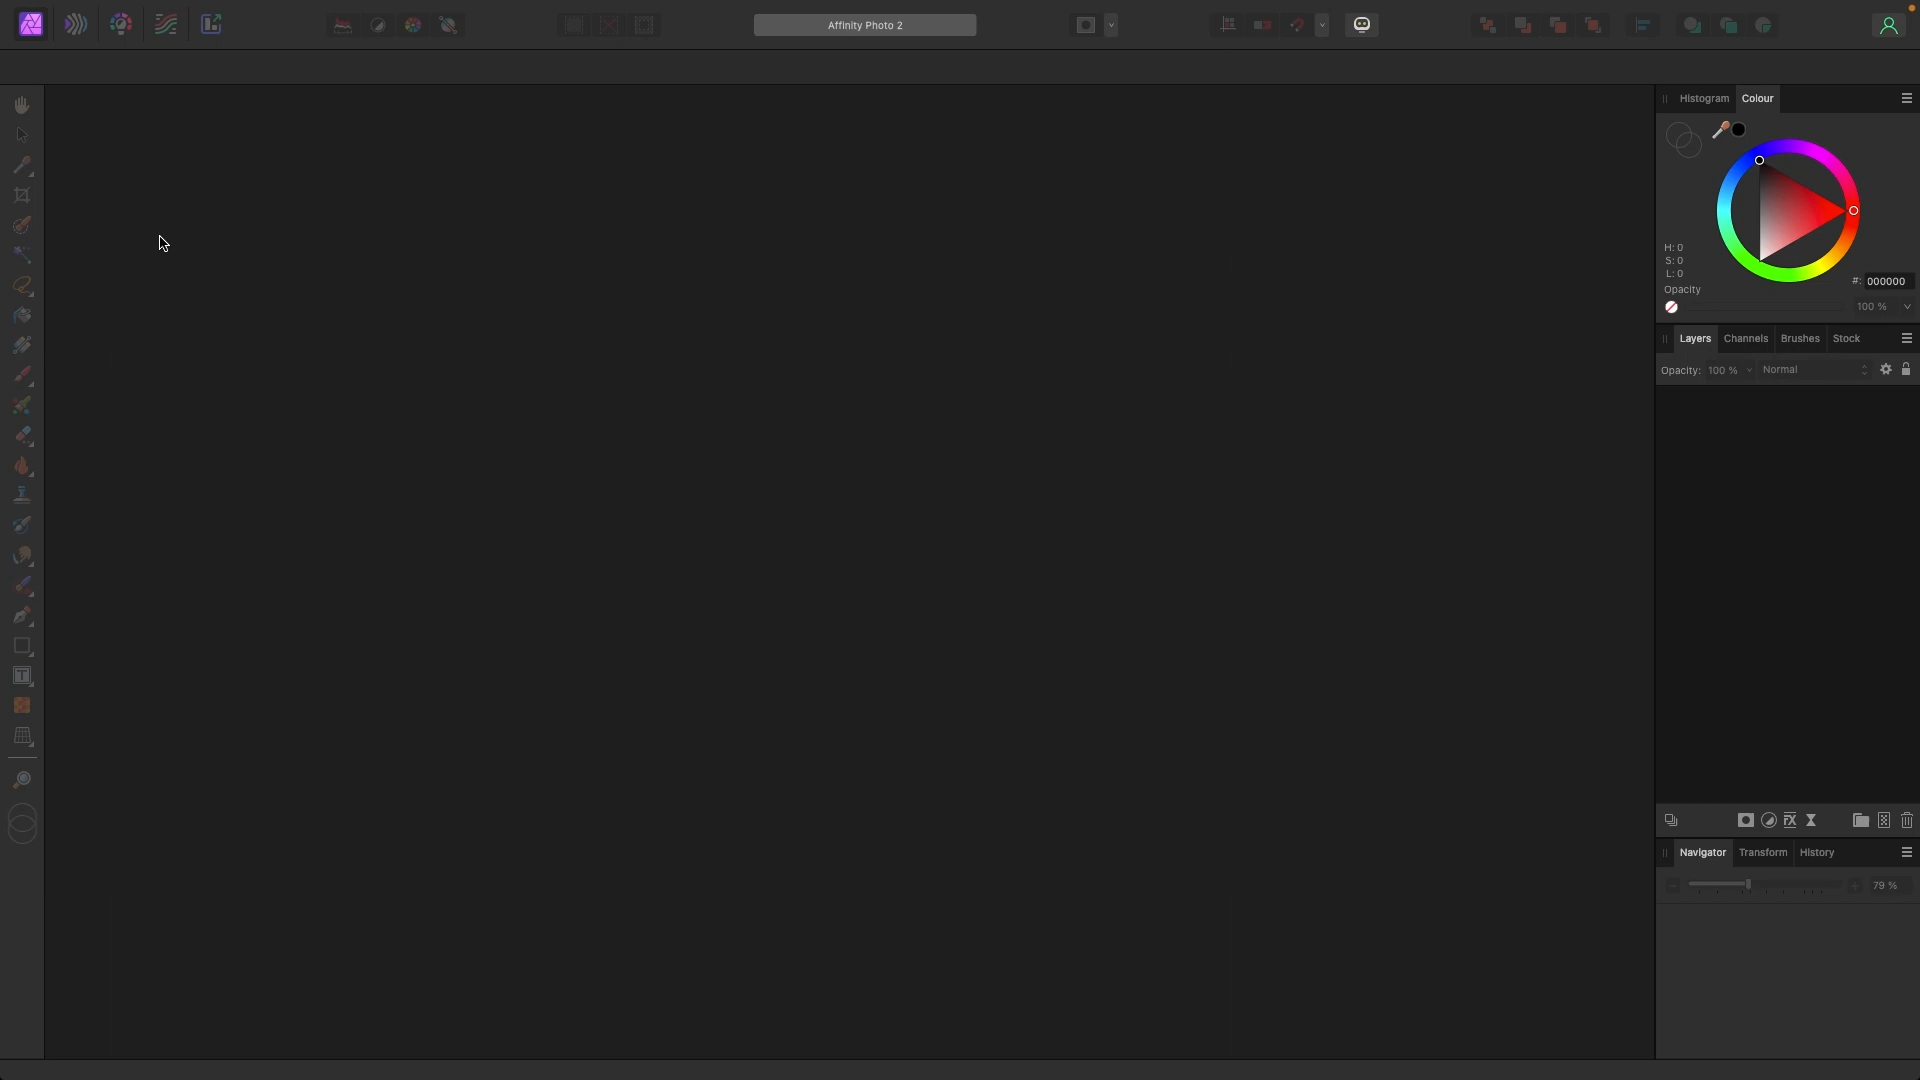 Affinity Photo 2
Histogram Colour
H: 0
S: 0
L: 0
#: 000000
Opacity
100 %
Layers Channels Brushes Stock
Opacity: 100 % Normal
Navigator Transform History
79 %